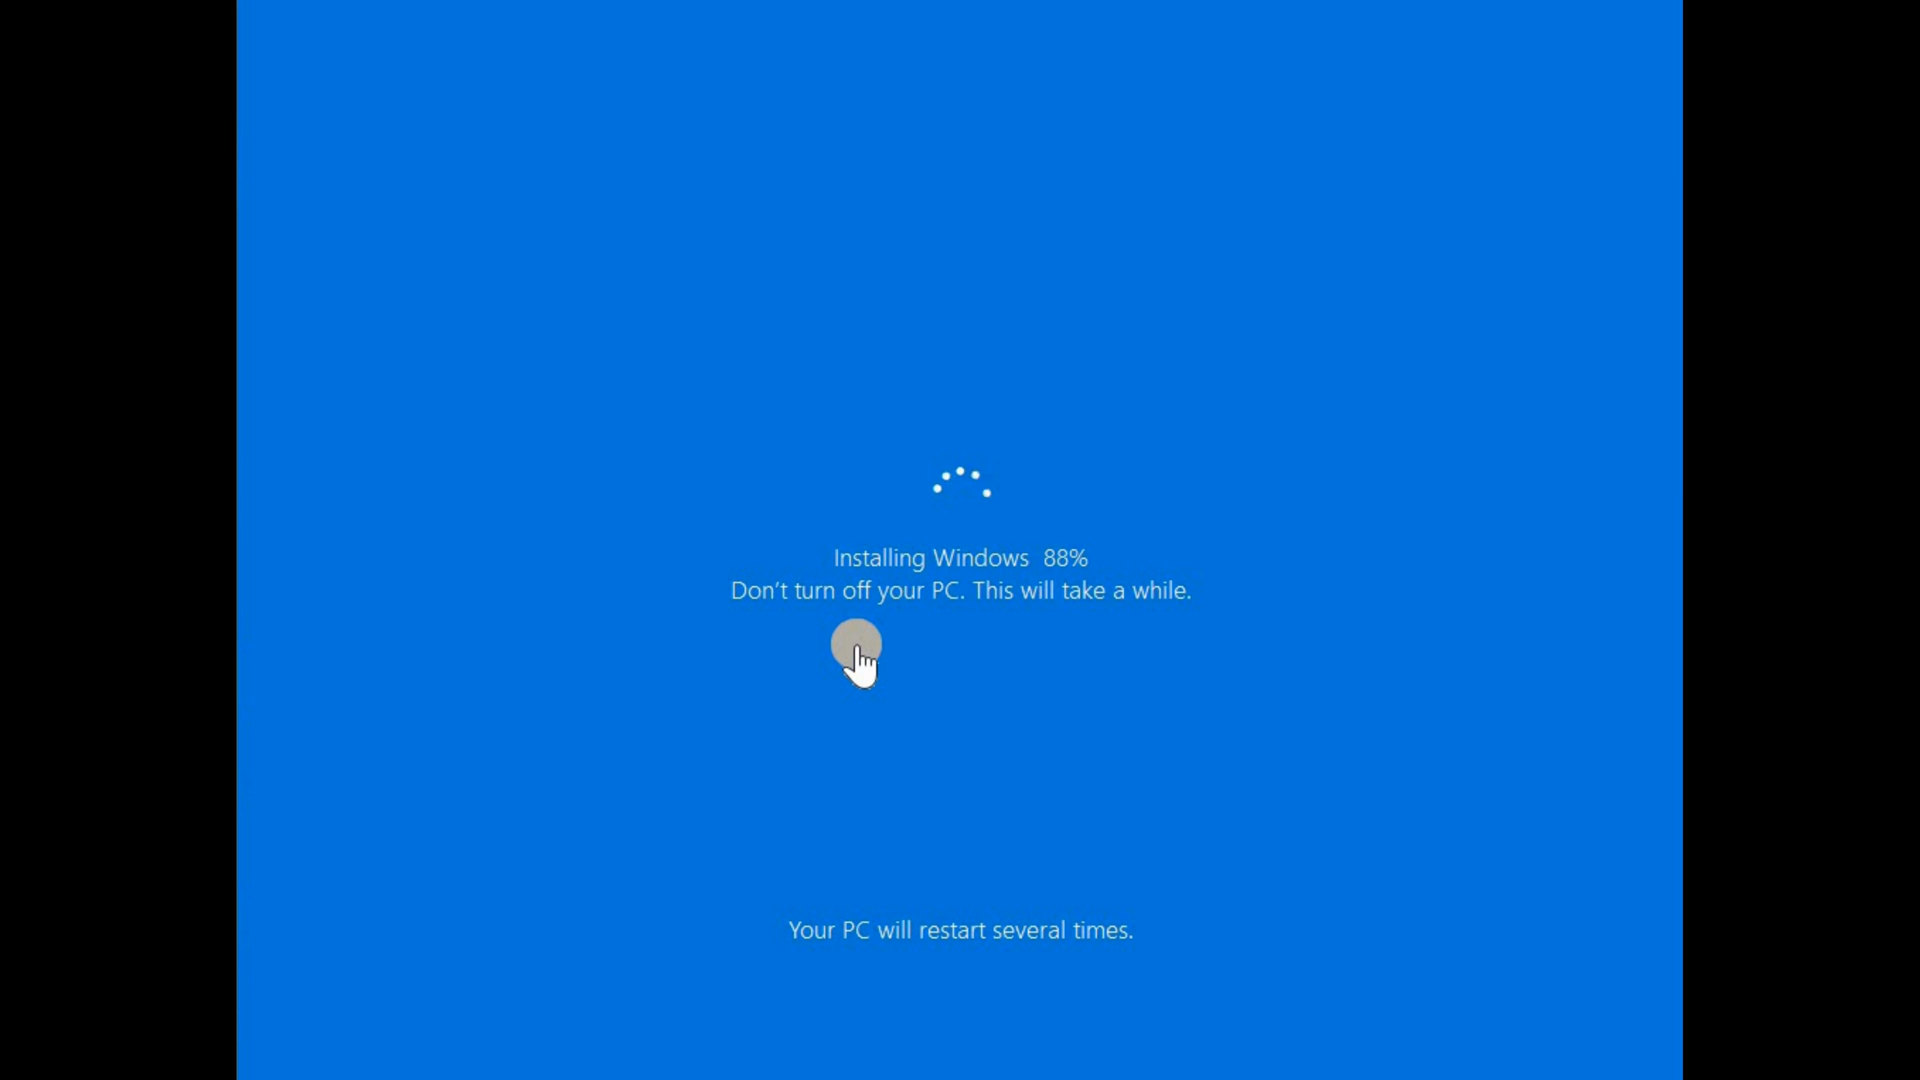 Installing Windows  88%
Don’t turn off your PC. This will take a while.
Your PC will restart several times.